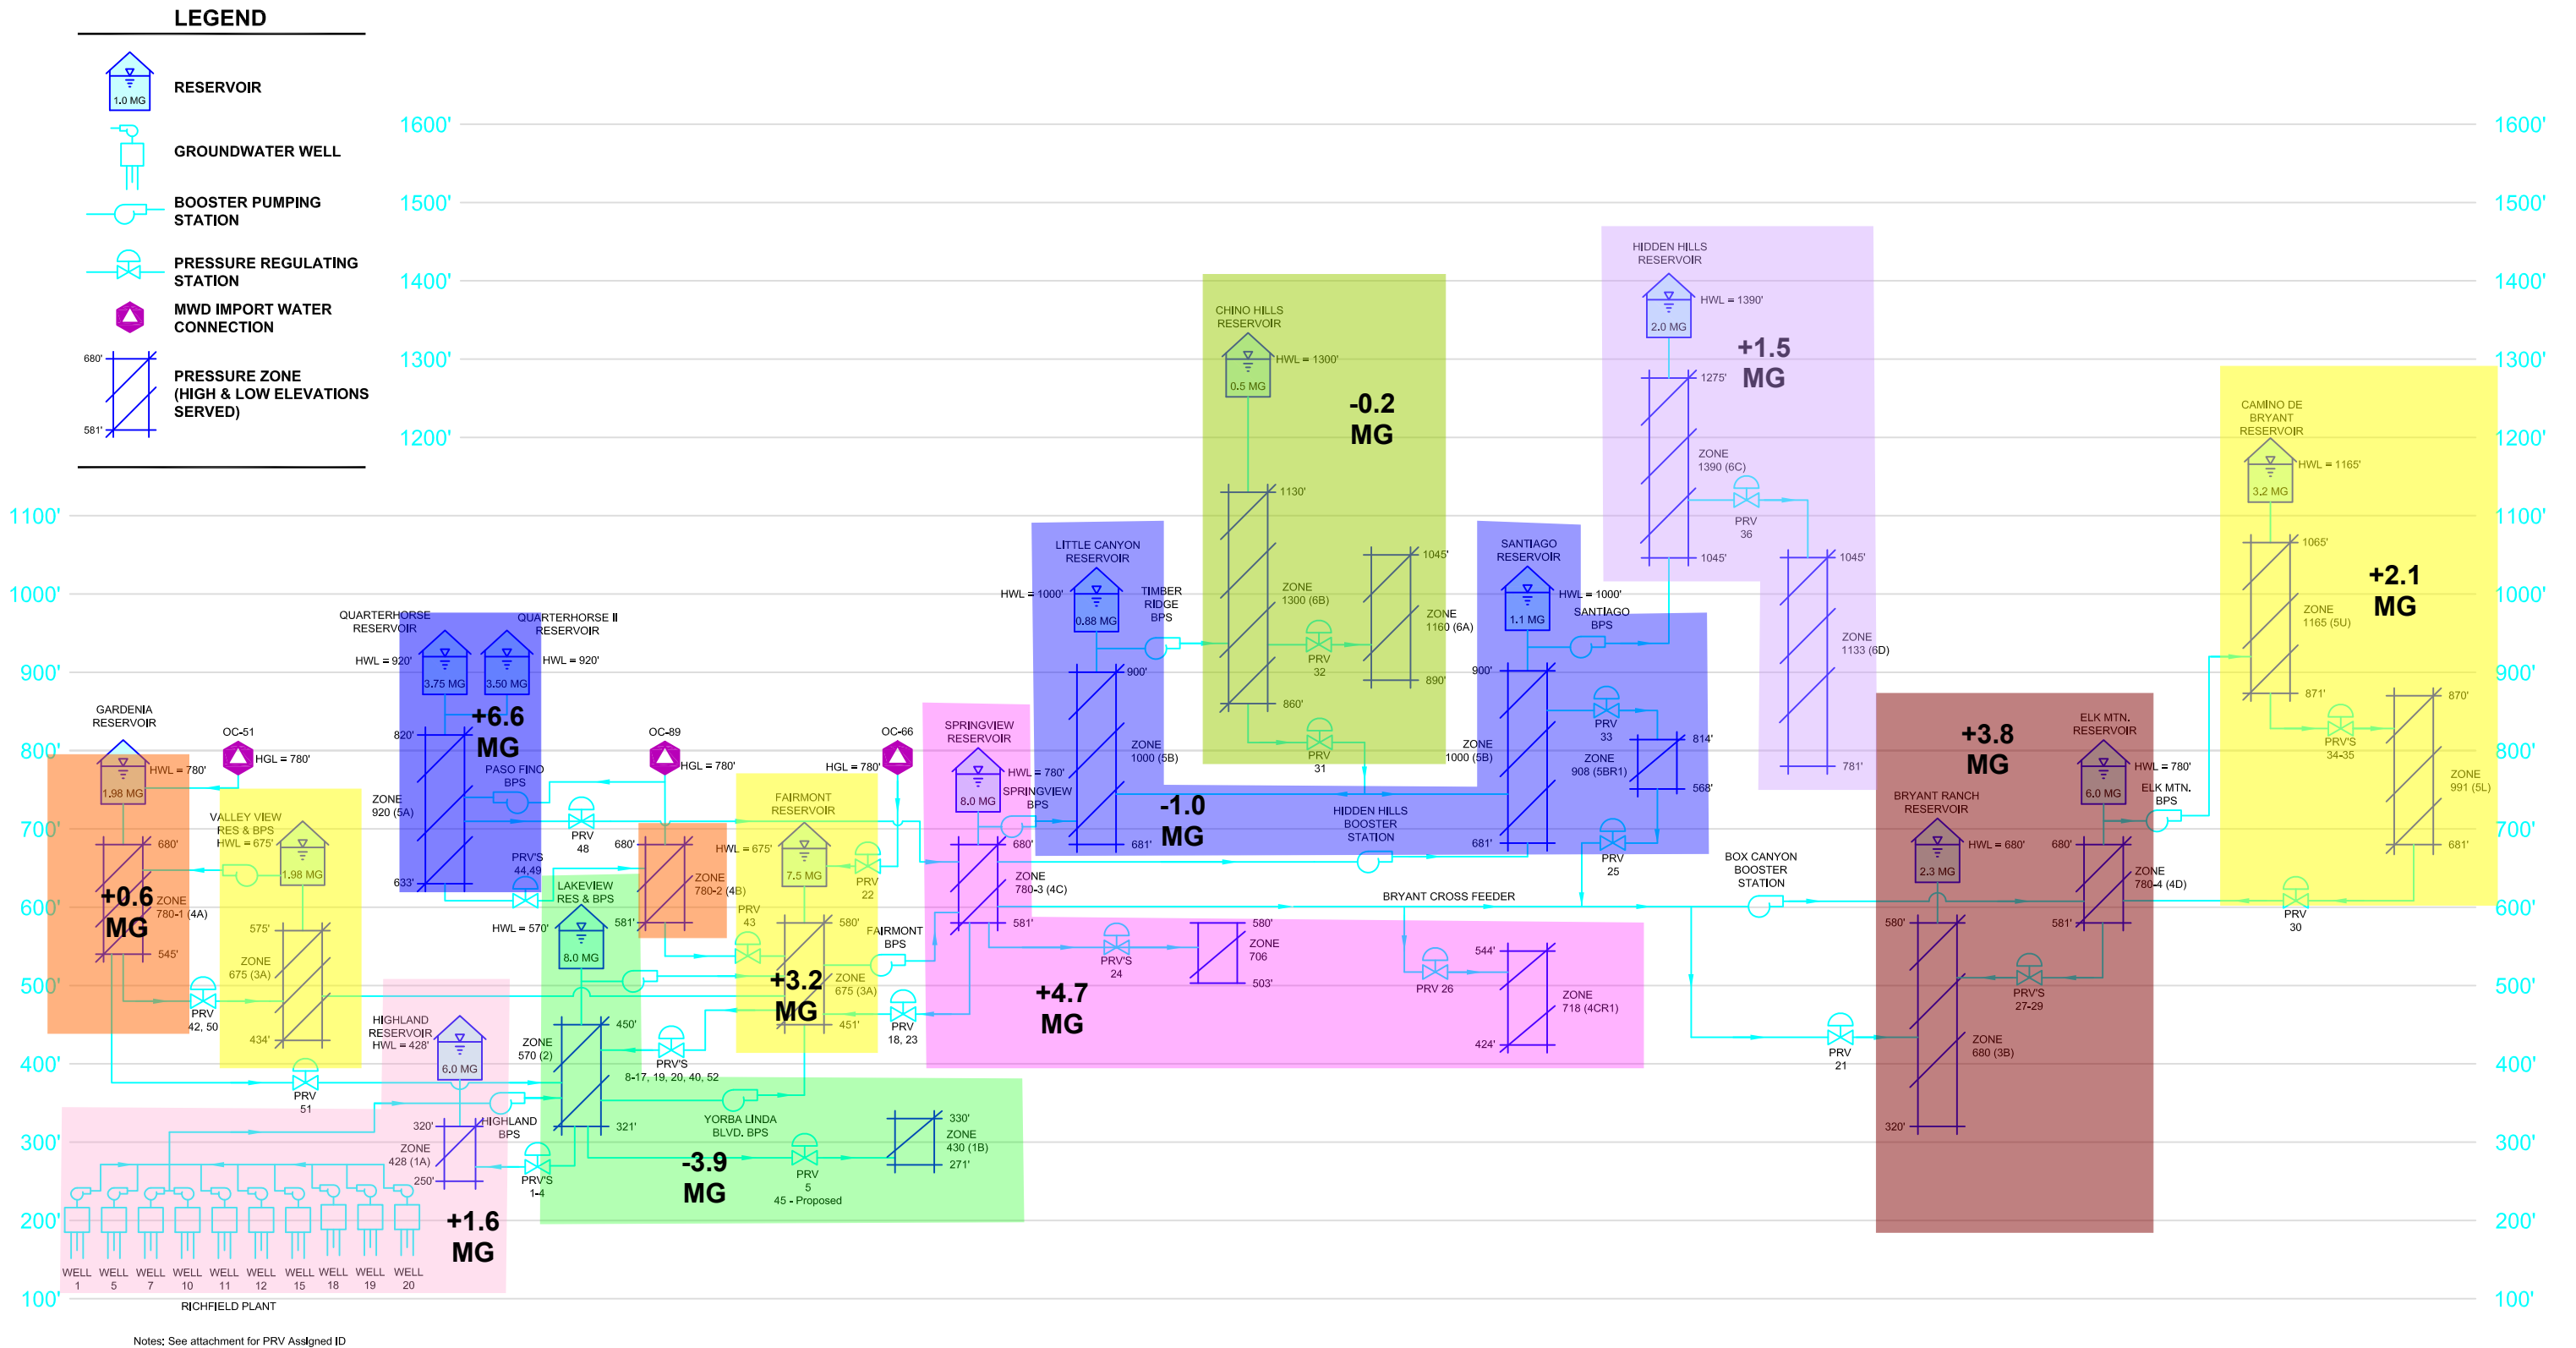 LEGEND
1.0 MG
RESERVOIR
GROUNDWATER WELL
BOOSTER PUMPING
STATION
PRESSURE REGULATING
STATION
MWD IMPORT WATER
CONNECTION
680'
581'
PRESSURE ZONE
(HIGH & LOW ELEVATIONS
SERVED)
1600'
1500'
1400'
1300'
1200'
1100'
1000'
900'
800'
700'
600'
500'
400'
300'
200'
100'
1600'
1500'
1400'
1300'
1200'
1100'
1000'
900'
800'
700'
600'
500'
400'
300'
200'
100'
GARDENIA
RESERVOIR
HWL = 780'
1.98 MG
680'
+0.6
MG
ZONE
780-1 (4A)
545'
OC-51
HGL = 780'
VALLEY VIEW
RES & BPS
HWL = 675'
1.98 MG
575'
ZONE
675 (3A)
434'
PRV
42, 50
PRV
51
HIGHLAND
RESERVOIR
HWL = 428'
6.0 MG
320'
ZONE
428 (1A)
250'
HIGHLAND
BPS
PRV'S
1-4
+1.6
MG
WELL
1
WELL
5
WELL
7
WELL
10
WELL
11
WELL
12
WELL
15
WELL
18
WELL
19
WELL
20
RICHFIELD PLANT
Notes: See attachment for PRV Assigned ID
QUARTERHORSE
RESERVOIR
HWL = 920'
3.75 MG
QUARTERHORSE II
RESERVOIR
HWL = 920'
3.50 MG
+6.6
MG
820'
PASO FINO
BPS
ZONE
920 (5A)
633'
PRV
48
PRV'S
44,49
OC-89
HGL = 780'
680'
ZONE
780-2 (4B)
581'
LAKEVIEW
RES & BPS
HWL = 570'
8.0 MG
450'
ZONE
570 (2)
321'
PRV'S
8-17, 19, 20, 40, 52
YORBA LINDA
BLVD. BPS
-3.9
MG
PRV
5
45 - Proposed
330'
ZONE
430 (1B)
271'
OC-66
HGL = 780'
FAIRMONT
RESERVOIR
HWL = 675'
7.5 MG
PRV
22
PRV
43
580'
+3.2
MG
ZONE
675 (3A)
451'
FAIRMONT
BPS
PRV
18, 23
SPRINGVIEW
RESERVOIR
HWL = 780'
8.0 MG
SPRINGVIEW
BPS
680'
ZONE
780-3 (4C)
581'
+4.7
MG
PRV'S
24
580'
ZONE
706
503'
BRYANT CROSS FEEDER
PRV 26
544'
ZONE
718 (4CR1)
424'
LITTLE CANYON
RESERVOIR
HWL = 1000'
0.88 MG
TIMBER
RIDGE
BPS
900'
ZONE
1000 (5B)
681'
-1.0
MG
CHINO HILLS
RESERVOIR
HWL = 1300'
0.5 MG
-0.2
MG
1130'
ZONE
1300 (6B)
860'
PRV
32
1045'
ZONE
1160 (6A)
890'
PRV
31
HIDDEN HILLS
BOOSTER
STATION
SANTIAGO
RESERVOIR
HWL = 1000'
1.1 MG
SANTIAGO
BPS
900'
ZONE
1000 (5B)
681'
PRV
33
814'
ZONE
908 (5BR1)
568'
PRV
25
HIDDEN HILLS
RESERVOIR
HWL = 1390'
2.0 MG
+1.5
MG
1275'
ZONE
1390 (6C)
1045'
PRV
36
1045'
ZONE
1133 (6D)
781'
BOX CANYON
BOOSTER
STATION
PRV
21
+3.8
MG
BRYANT RANCH
RESERVOIR
HWL = 680'
2.3 MG
580'
ZONE
680 (3B)
320'
ELK MTN.
RESERVOIR
HWL = 780'
6.0 MG
ELK MTN.
BPS
680'
ZONE
780-4 (4D)
581'
PRV'S
27-29
CAMINO DE
BRYANT
RESERVOIR
HWL = 1165'
3.2 MG
+2.1
MG
1065'
ZONE
1165 (5U)
871'
PRV'S
34-35
870'
ZONE
991 (5L)
681'
PRV
30